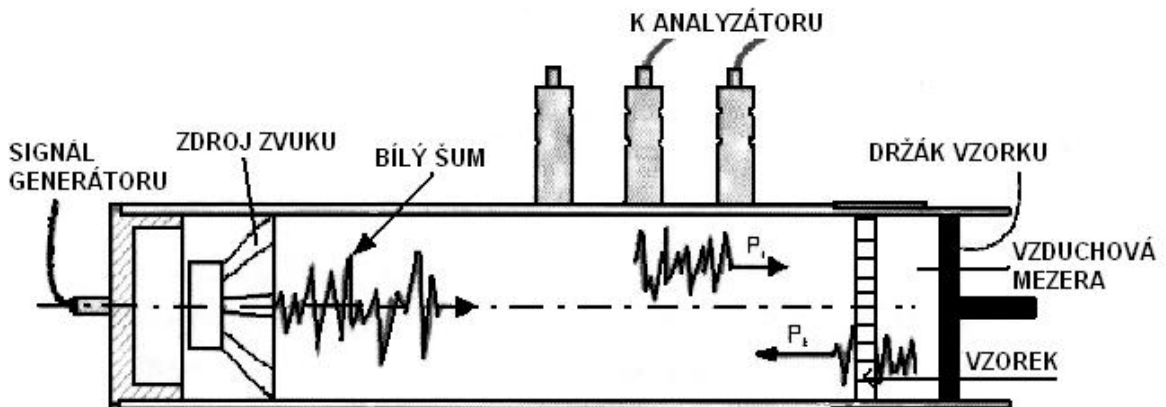 K ANALYZÁTORU
SIGNÁL
GENERÁTORU
ZDROJ ZVUKU
BÍLÝ ŠUM
DRŽÁK VZORKU
VZDUCHOVÁ
MEZERA
VZOREK